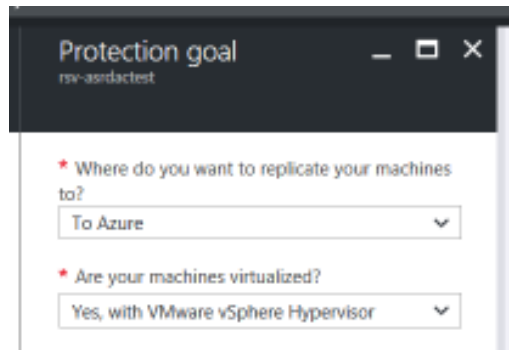 Protection goal
rsv-asrdactest
* Where do you want to replicate your machines
to?
To Azure
* Are your machines virtualized?
Yes, with VMware vSphere Hypervisor